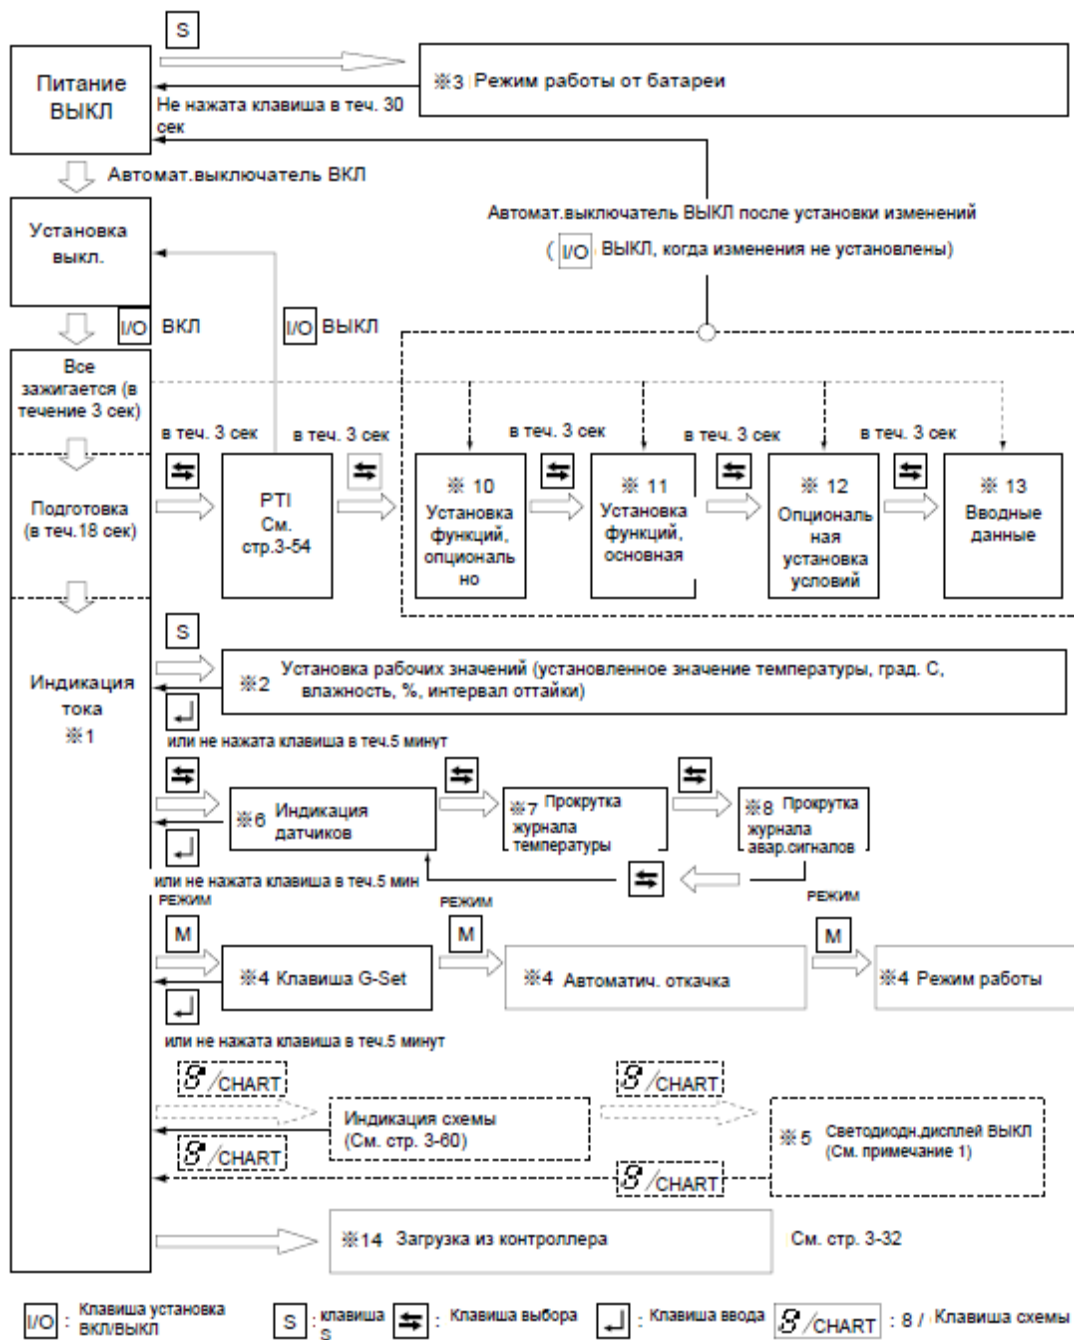 S
Питание
ВЫКЛ
※3 Режим работы от батареи
Не нажата клавиша в теч. 30
сек
Автомат.выключатель ВКЛ
Установка
выкл.
Автомат.выключатель ВЫКЛ после установки изменений
( I/O ВЫКЛ, когда изменения не установлены)
I/O ВКЛ
I/O ВЫКЛ
Все
зажигается (в
течение 3 сек)
в теч. 3 сек
в теч. 3 сек
в теч. 3 сек
в теч. 3 сек
в теч. 3 сек
Подготовка
(в теч.18 сек)
PTI
См.
стр.3-54
※ 10
Установка
функций,
опциональ
но
※ 11
Установка
функций,
основная
※ 12
Опциональ
ная
установка
условий
※ 13
Вводные
данные
S
Индикация
тока
※1
※2 Установка рабочих значений (установленное значение температуры, град. С,
влажность, %, интервал оттайки)
или не нажата клавиша в теч.5 минут
※6 Индикация
датчиков
※7 Прокрутка
журнала
температуры
※8 Прокрутка
журнала
авар.сигналов
или не нажата клавиша в теч.5 мин
РЕЖИМ
РЕЖИМ
РЕЖИМ
M
M
M
※4 Клавиша G-Set
※4 Автоматич. откачка
※4 Режим работы
или не нажата клавиша в теч.5 минут
8/CHART
8/CHART
Индикация схемы
(См. стр. 3-60)
※5 Светодиодн.дисплей ВЫКЛ
(См. примечание 1)
8/CHART
8/CHART
※14 Загрузка из контроллера
См. стр. 3-32
I/O : Клавиша установка
ВКЛ/ВЫКЛ
S : клавиша
S
: Клавиша выбора
: Клавиша ввода
8/CHART : 8 / Клавиша схемы